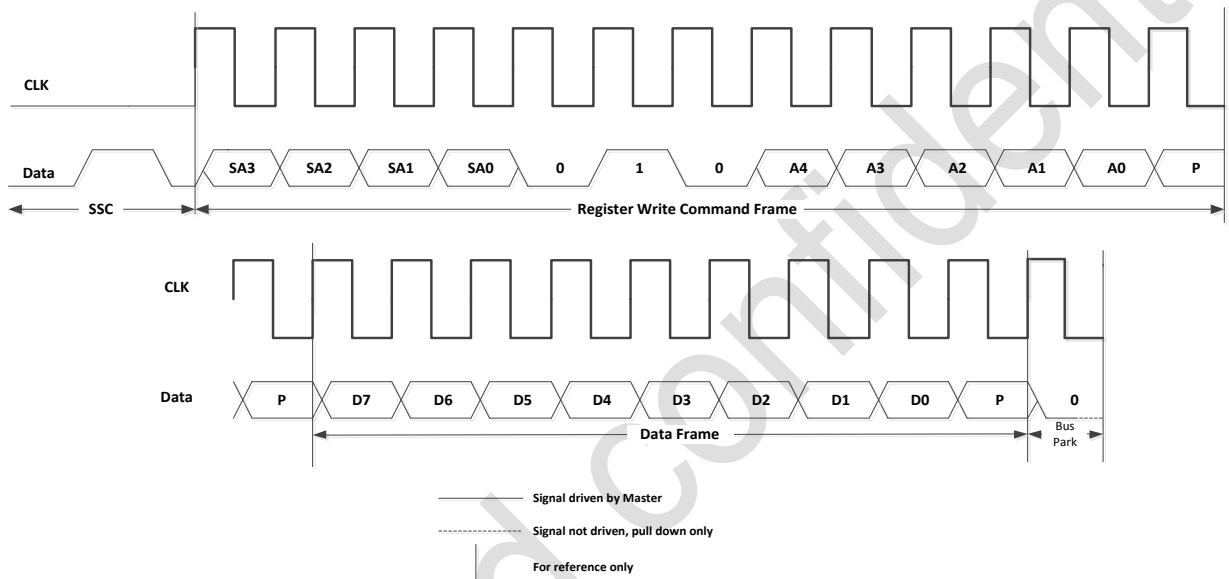 CLK
Data SA3 SA2 SA1 SA0 0 1 0 A4 A3 A2 A1 A0 P
SSC Register Write Command Frame
CLK
Data P D7 D6 D5 D4 D3 D2 D1 D0 P 0
Data Frame Bus
Park
Signal driven by Master
Signal not driven, pull down only
For reference only
confident